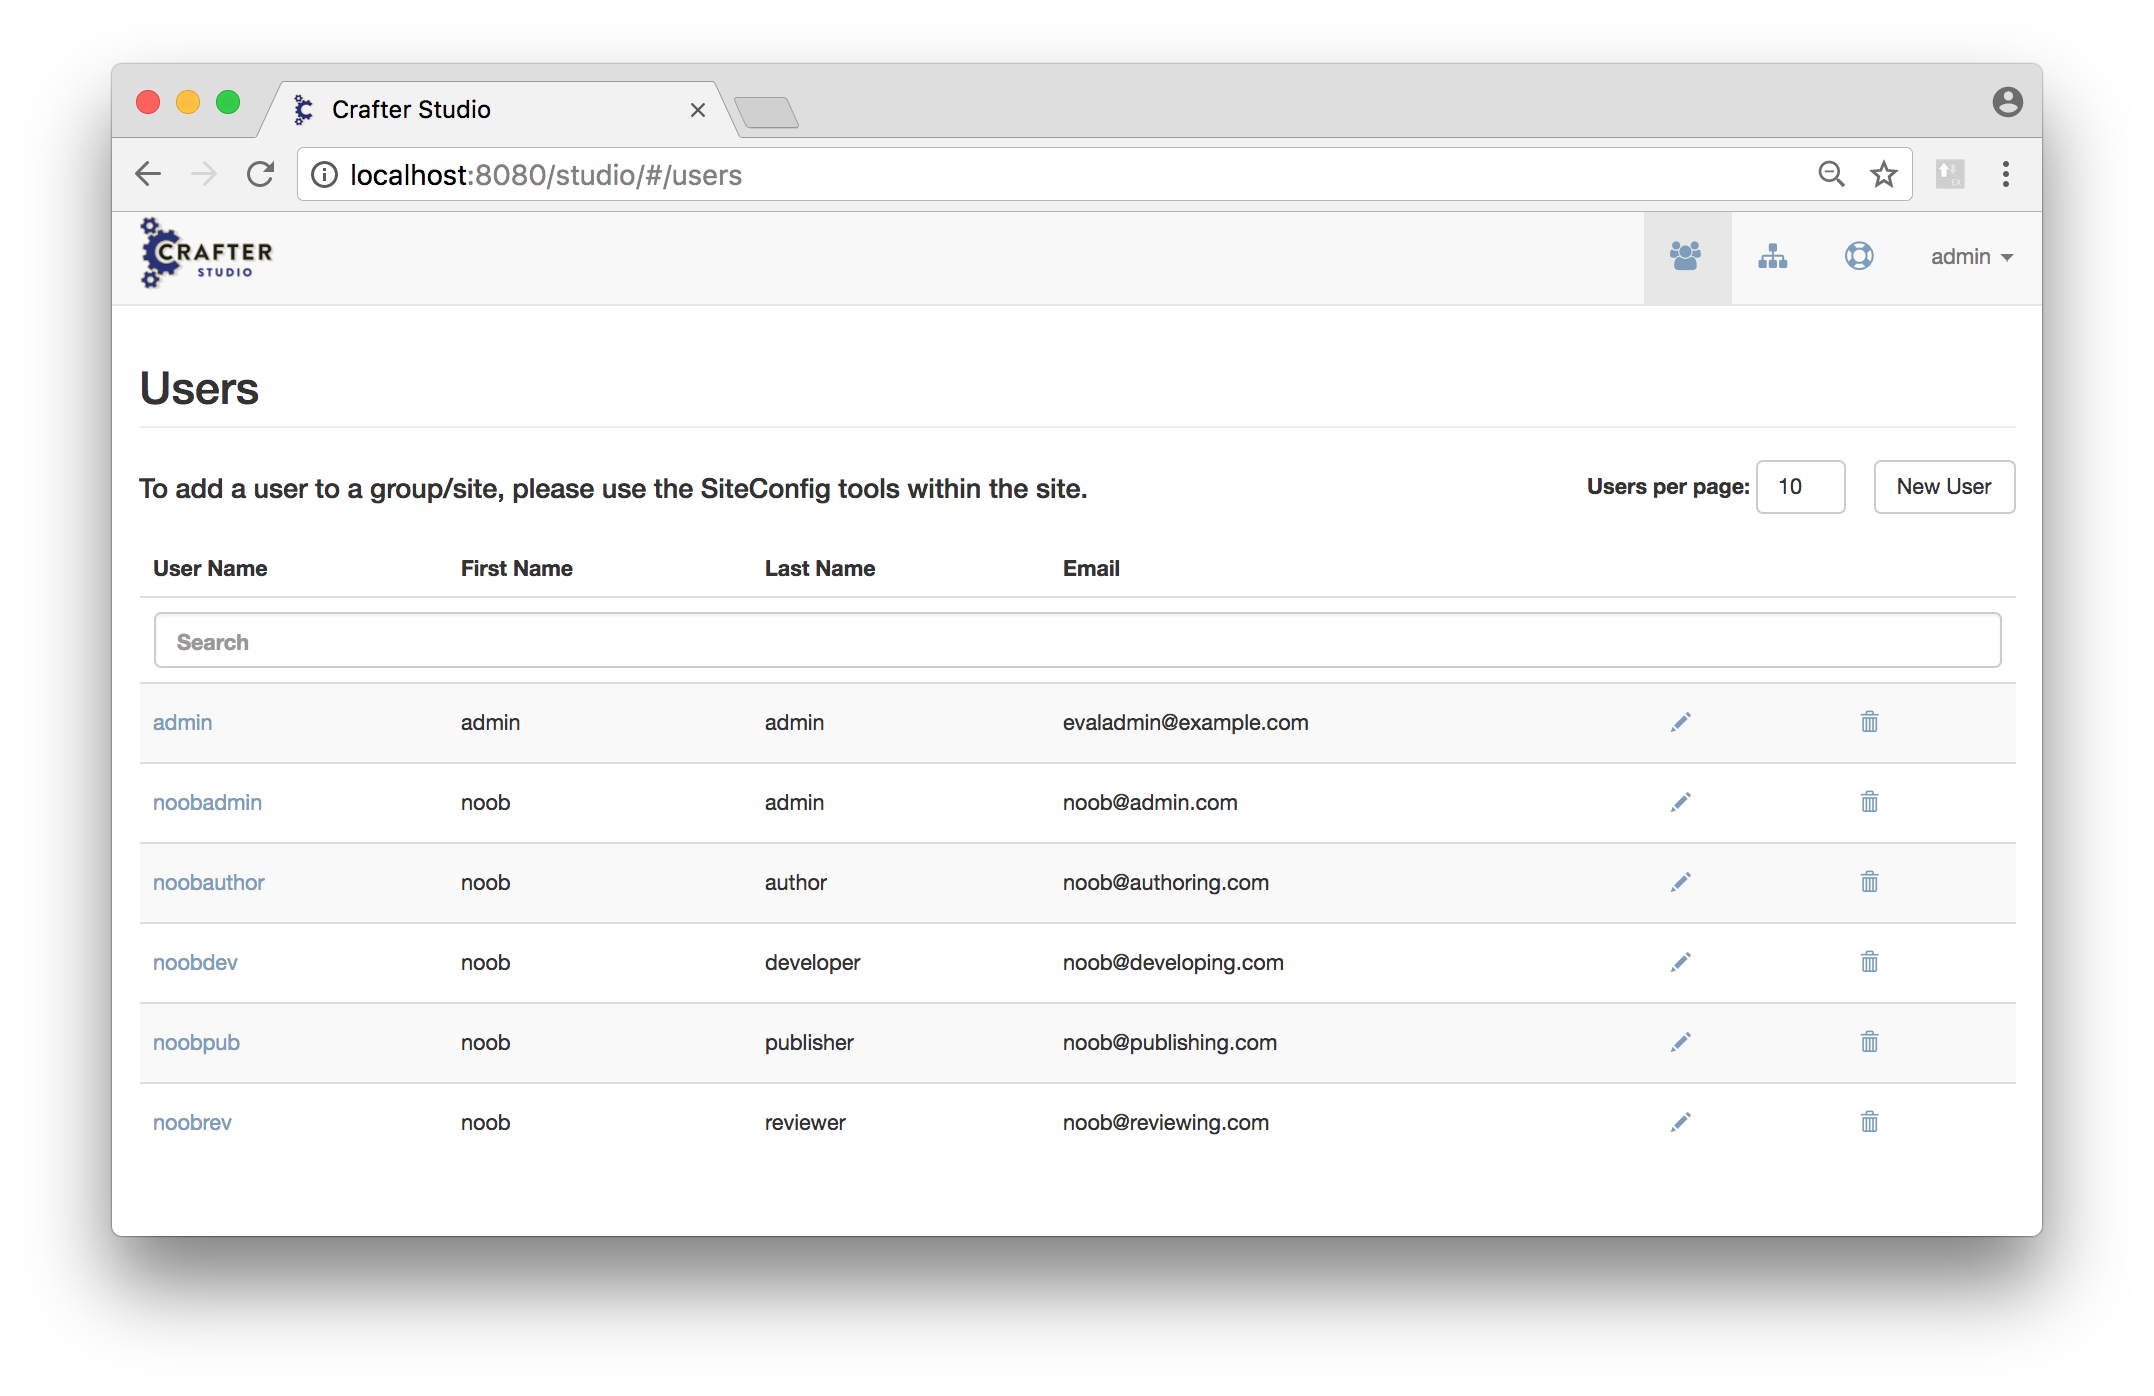 Crafter Studio
localhost:8080/studio/#/users
CRAFTER
STUDIO
admin
Users
To add a user to a group/site, please use the SiteConfig tools within the site.
Users per page: 10 New User
User Name First Name Last Name Email
Search
admin admin admin evaladmin@example.com
noobadmin noob admin noob@admin.com
noobauthor noob author noob@authoring.com
noobdev noob developer noob@developing.com
noobpub noob publisher noob@publishing.com
noobrev noob reviewer noob@reviewing.com